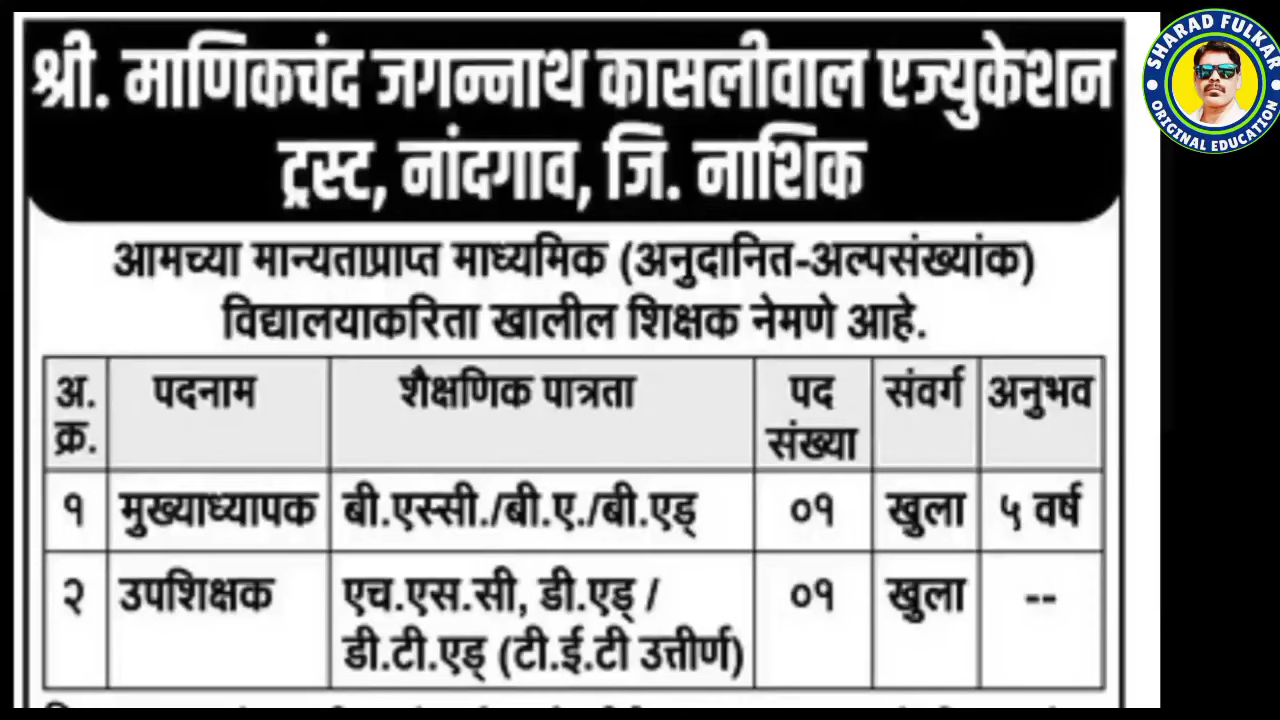 श्री. माणिकचंद जगन्नाथ कासलीवाल एज्युकेशन
ट्रस्ट, नांदगाव, जि. नाशिक
आमच्या मान्यताप्राप्त माध्यमिक (अनुदानित-अल्पसंख्यांक)
विद्यालयाकरिता खालील शिक्षक नेमणे आहे.
अ. क्र. पदनाम शैक्षणिक पात्रता पद संख्या संवर्ग अनुभव
१ मुख्याध्यापक बी.एस्सी./बी.ए./बी.एड् ०१ खुला ५ वर्ष
२ उपशिक्षक एच.एस.सी, डी.एड् / ०१ खुला --
डी.टी.एड् (टी.ई.टी उत्तीर्ण)
SHARAD FULKAR
ORIGINAL EDUCATION